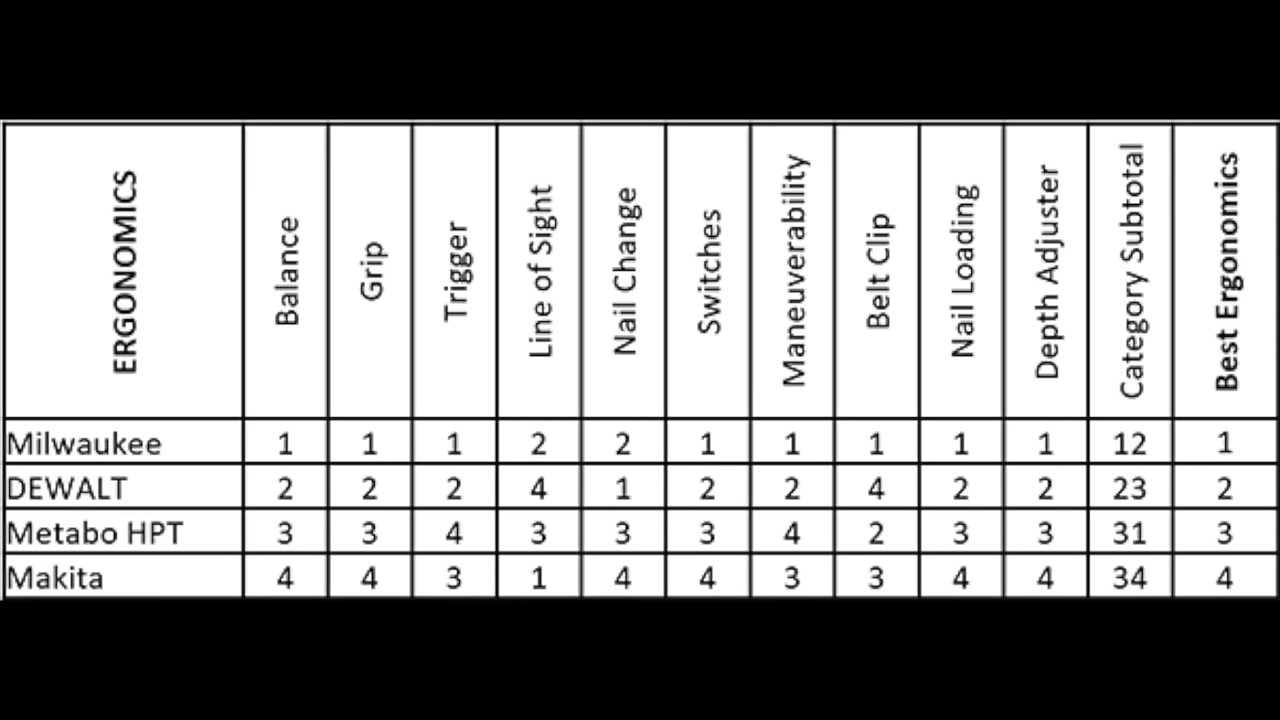 ERGONOMICS Balance Grip Trigger Line of Sight Nail Change Switches Maneuverability Belt Clip Nail Loading Depth Adjuster Category Subtotal Best Ergonomics
Milwaukee 1 1 1 2 2 1 1 1 1 1 12 1
DEWALT 2 2 2 4 1 2 2 4 2 2 23 2
Metabo HPT 3 3 4 3 3 3 4 2 3 3 31 3
Makita 4 4 3 1 4 4 3 3 4 4 34 4